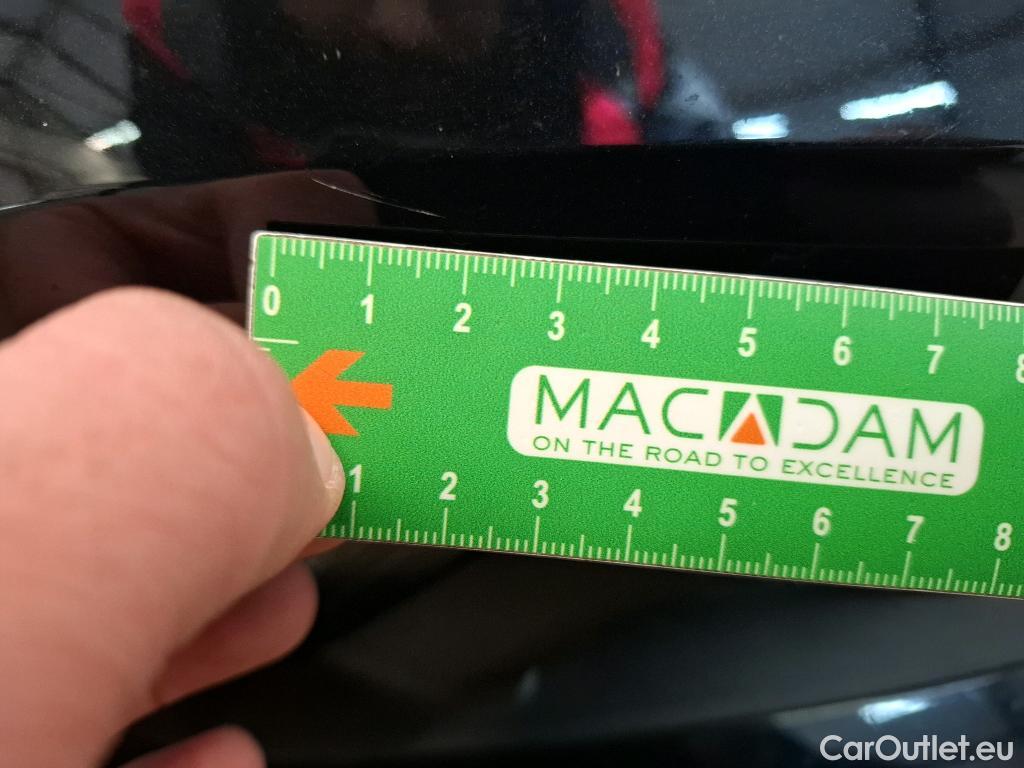 0 1 2 3 4 5 6 7 8
MACADAM
ON THE ROAD TO EXCELLENCE
1 2 3 4 5 6 7 8
CarOutlet.eu